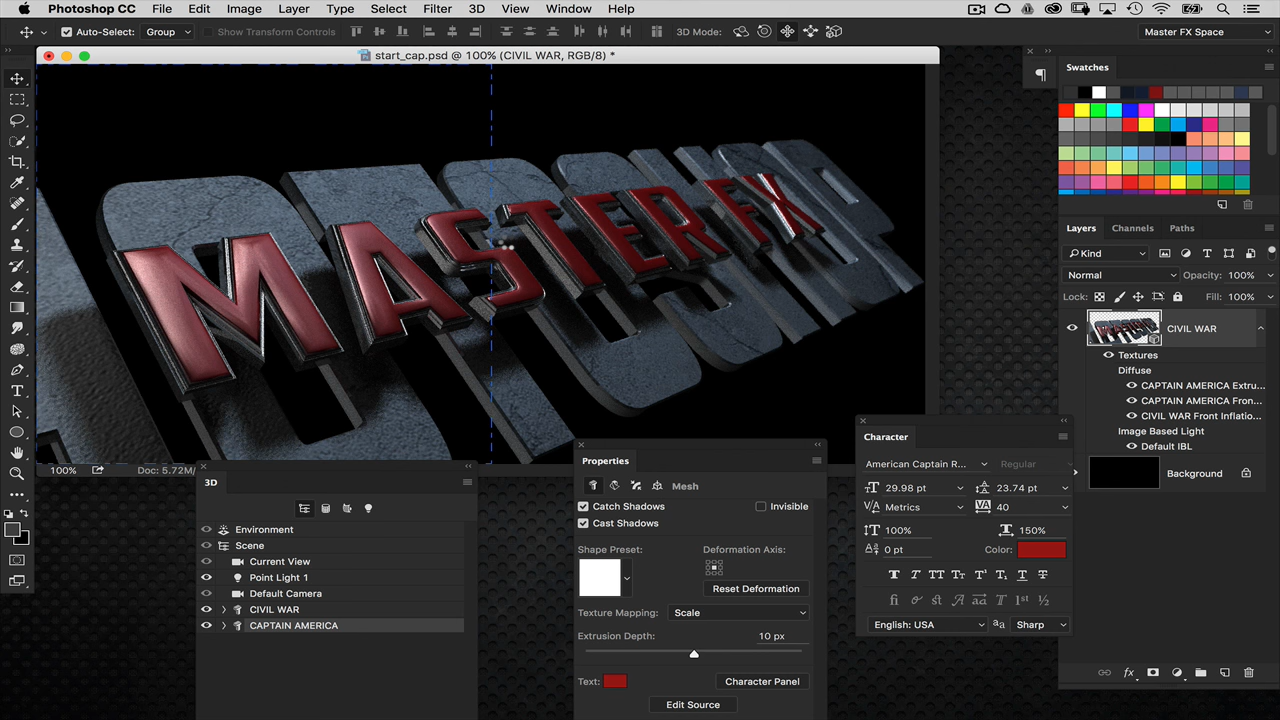 Photoshop CC File Edit Image Layer Type Select Filter 3D View Window Help
Auto-Select: Group Show Transform Controls 3D Mode: Master FX Space
start_cap.psd @ 100% (CIVIL WAR, RGB/8) *
MASTER FX
100% Doc: 5.72M/
3D
Environment
Scene
Current View
Point Light 1
Default Camera
CIVIL WAR
CAPTAIN AMERICA
Properties
Mesh
Catch Shadows Invisible
Cast Shadows
Shape Preset: Deformation Axis:
Reset Deformation
Texture Mapping: Scale
Extrusion Depth: 10 px
Text: Character Panel
Edit Source
Character
American Captain R... Regular
29.98 pt 23.74 pt
Metrics 40
100% 150%
0 pt Color:
English: USA Sharp
Swatches
Layers Channels Paths
Kind
Normal Opacity: 100%
Lock: Fill: 100%
CIVIL WAR
Textures
Diffuse
CAPTAIN AMERICA Extru...
CAPTAIN AMERICA Fron...
CIVIL WAR Front Inflatio...
Image Based Light
Default IBL
Background